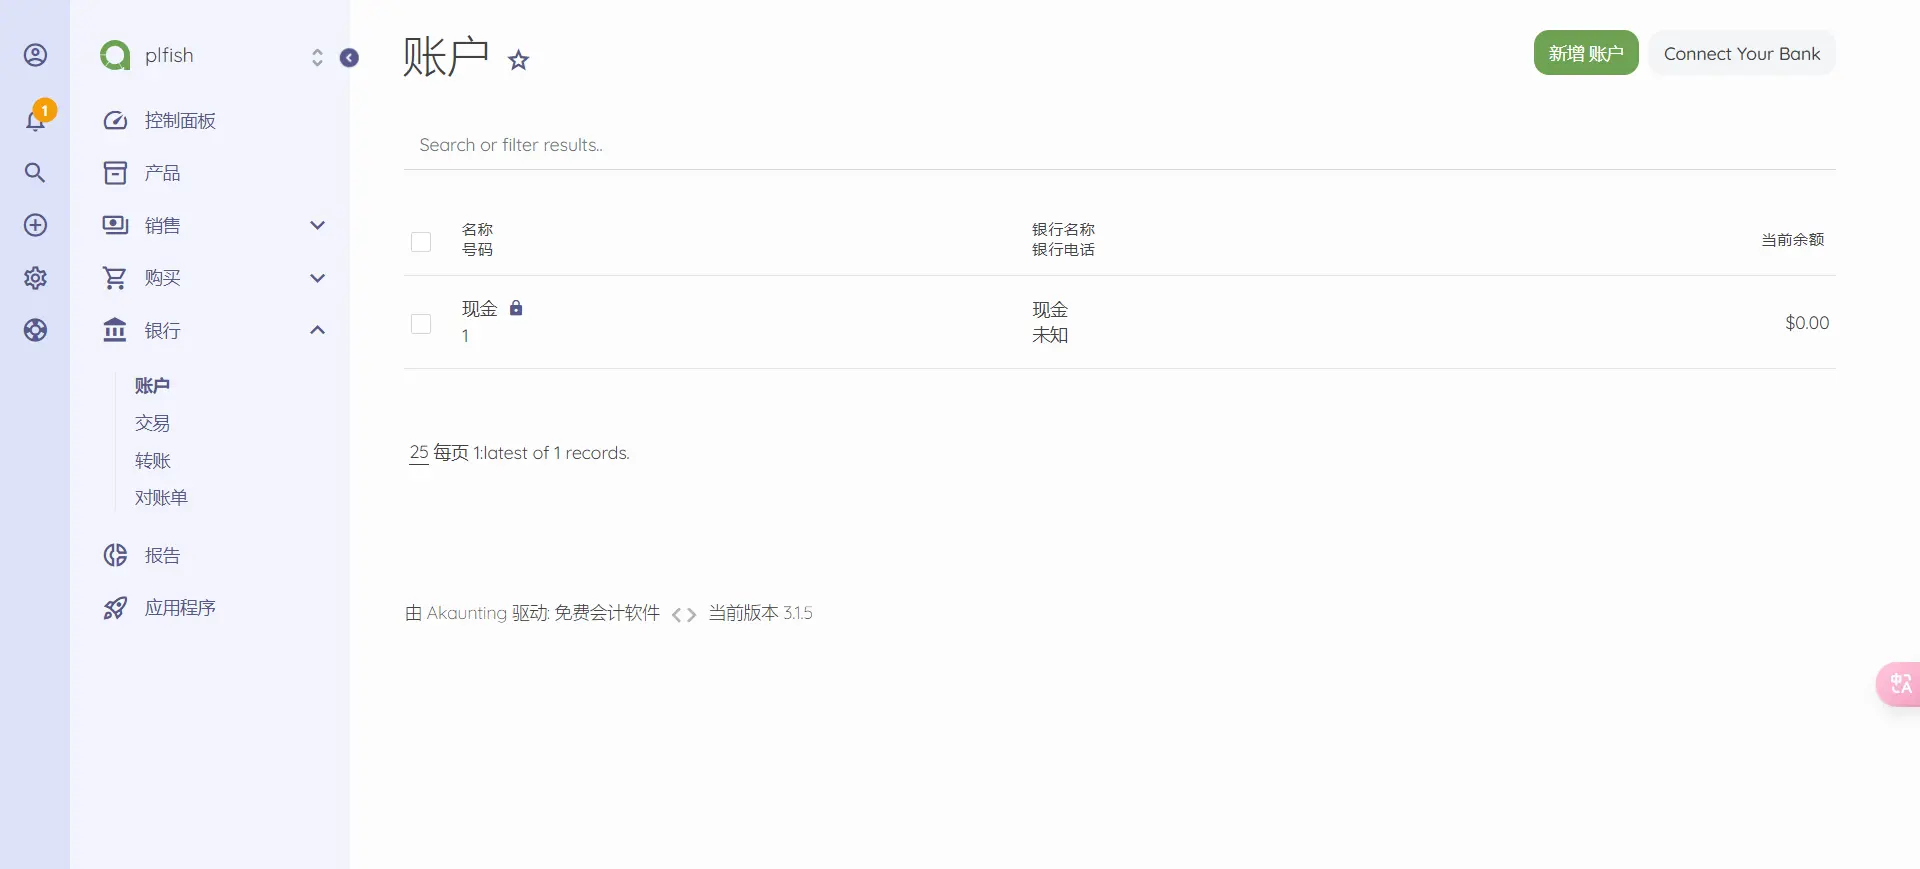 plfish
1
控制面板
产品
销售
购买
银行
账户
交易
转账
对账单
报告
应用程序
账户
新增 账户
Connect Your Bank
Search or filter results..
名称
号码
银行名称
银行电话
当前余额
现金
1
现金
未知
$0.00
25 每页 1:latest of 1 records.
由 Akaunting 驱动: 免费会计软件 <> 当前版本 3.1.5
中A